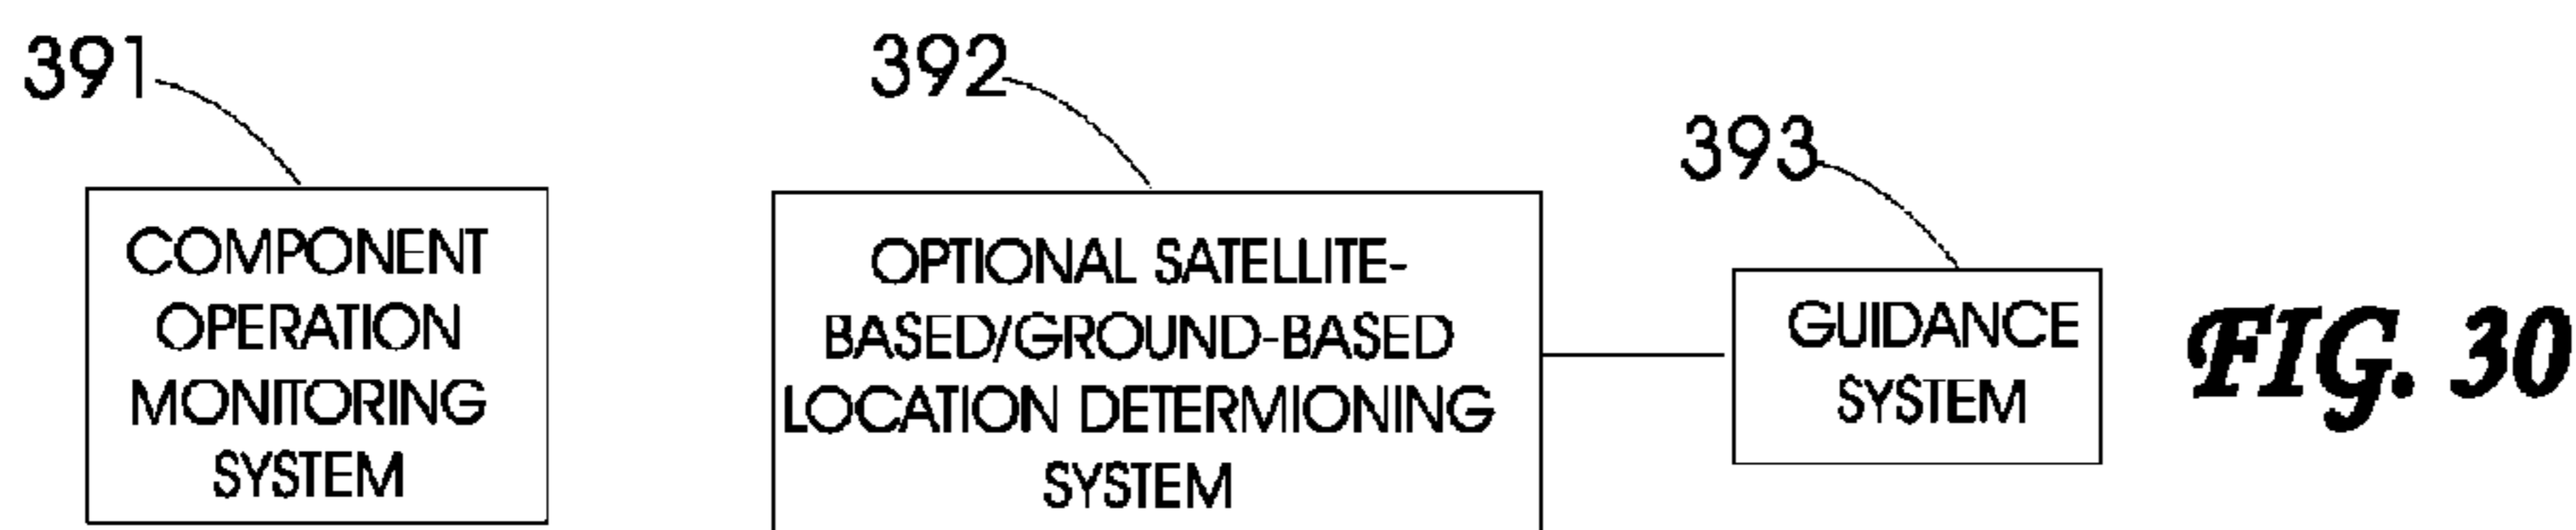 391
392
393
COMPONENT
OPERATION
MONITORING
SYSTEM
OPTIONAL SATELLITE-
BASED/GROUND-BASED
LOCATION DETERMIONING
SYSTEM
GUIDANCE
SYSTEM
FIG. 30